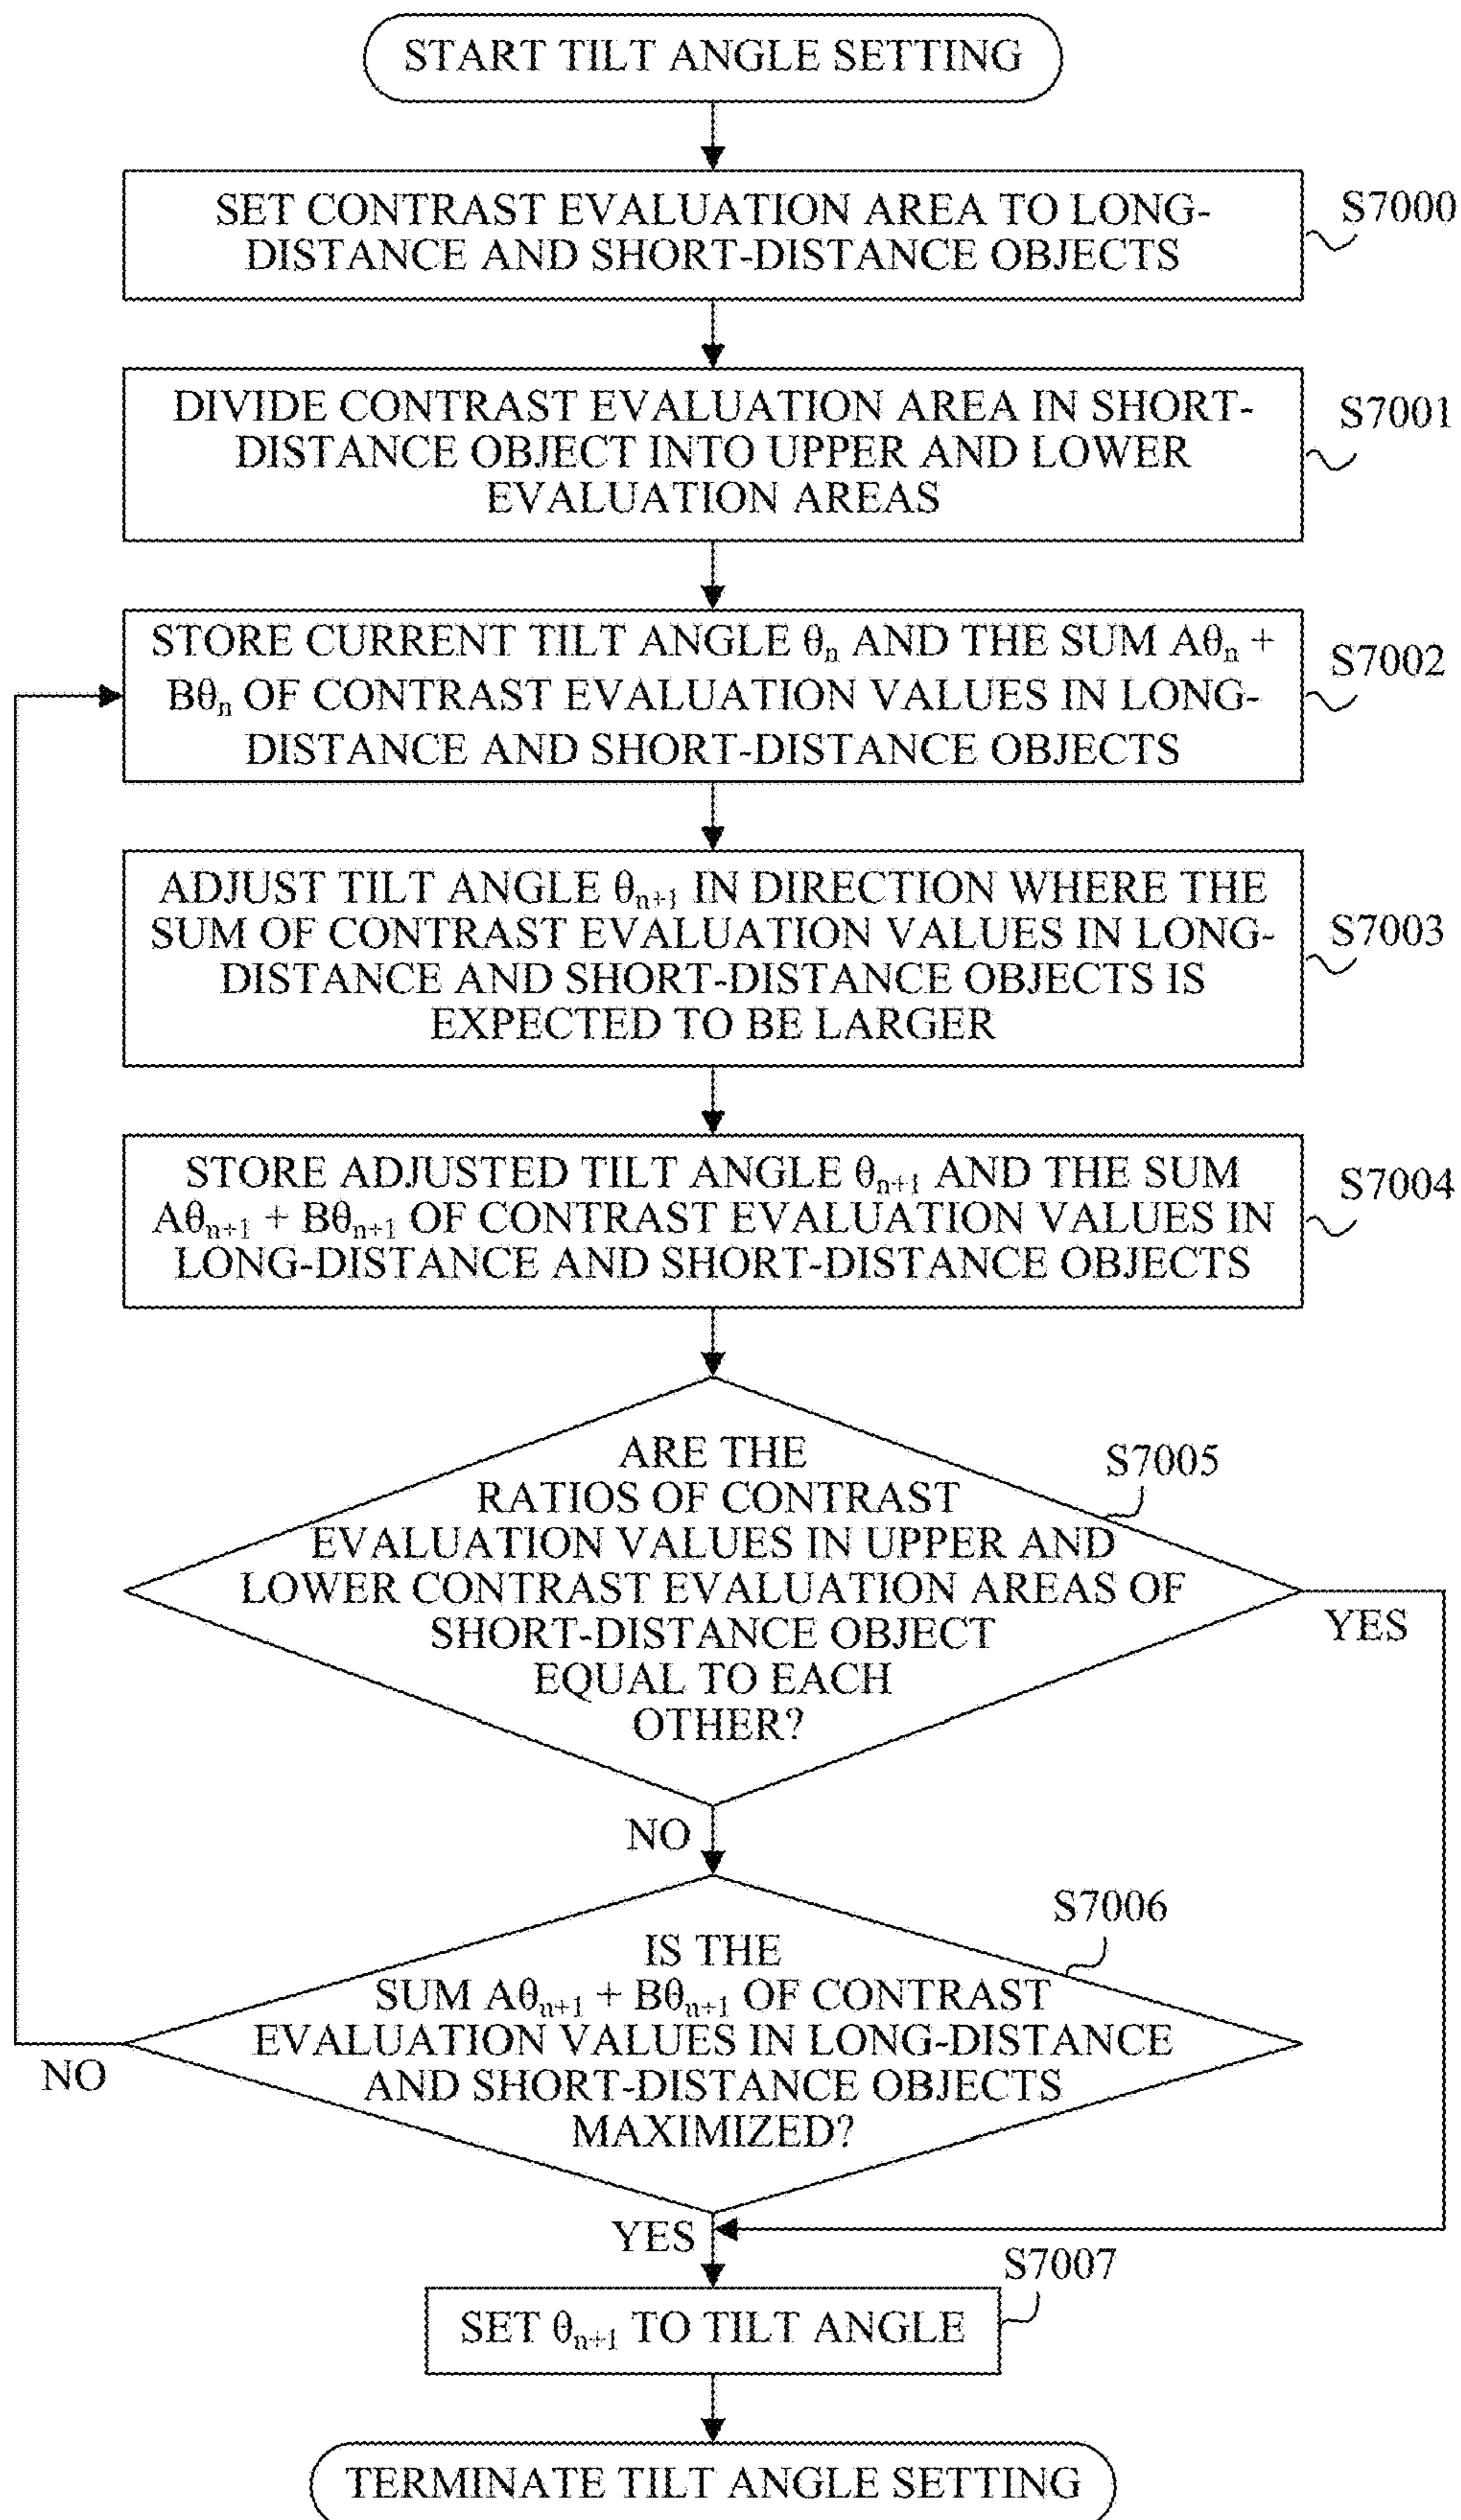 START TILT ANGLE SETTING
SET CONTRAST EVALUATION AREA TO LONG-
DISTANCE AND SHORT-DISTANCE OBJECTS
S7000
DIVIDE CONTRAST EVALUATION AREA IN SHORT-
DISTANCE OBJECT INTO UPPER AND LOWER
EVALUATION AREAS
S7001
STORE CURRENT TILT ANGLE θn AND THE SUM Aθn +
Bθn OF CONTRAST EVALUATION VALUES IN LONG-
DISTANCE AND SHORT-DISTANCE OBJECTS
S7002
ADJUST TILT ANGLE θn+1 IN DIRECTION WHERE THE
SUM OF CONTRAST EVALUATION VALUES IN LONG-
DISTANCE AND SHORT-DISTANCE OBJECTS IS
EXPECTED TO BE LARGER
S7003
STORE ADJUSTED TILT ANGLE θn+1 AND THE SUM
Aθn+1 + Bθn+1 OF CONTRAST EVALUATION VALUES IN
LONG-DISTANCE AND SHORT-DISTANCE OBJECTS
S7004
ARE THE
RATIOS OF CONTRAST
EVALUATION VALUES IN UPPER AND
LOWER CONTRAST EVALUATION AREAS OF
SHORT-DISTANCE OBJECT
EQUAL TO EACH
OTHER?
S7005
YES
NO
IS THE
SUM Aθn+1 + Bθn+1 OF CONTRAST
EVALUATION VALUES IN LONG-DISTANCE
AND SHORT-DISTANCE OBJECTS
MAXIMIZED?
S7006
NO
YES
SET θn+1 TO TILT ANGLE
S7007
TERMINATE TILT ANGLE SETTING